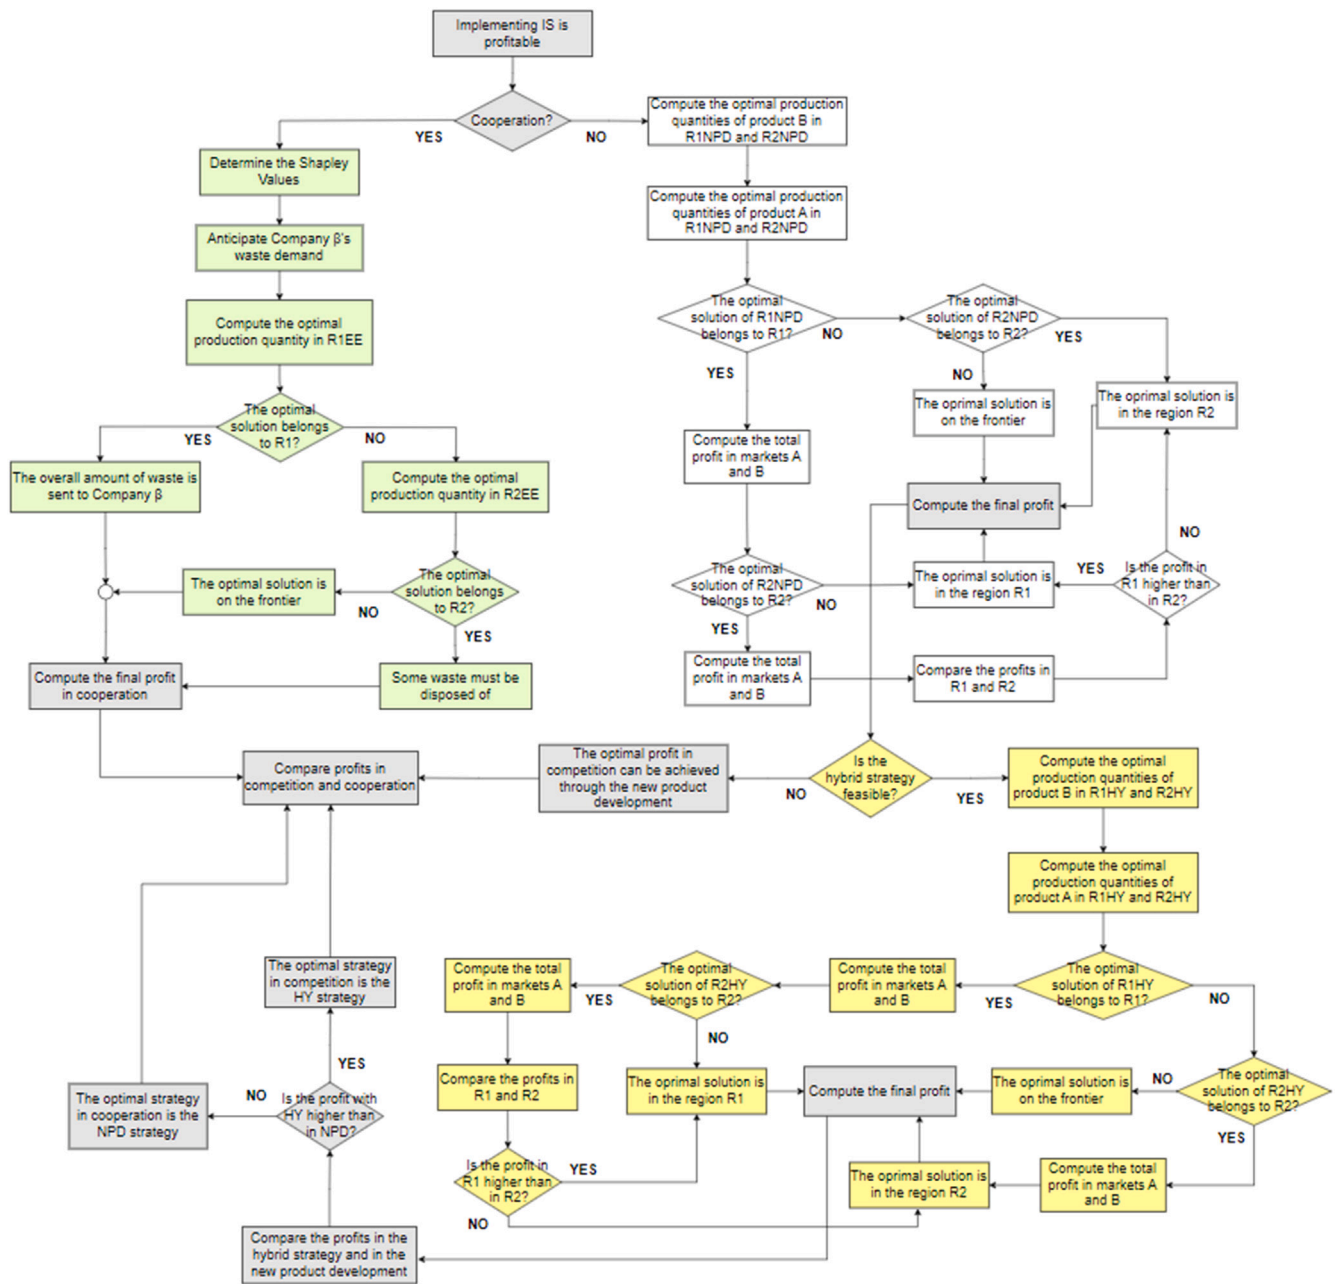 Implementing IS is
profitable
Cooperation?
YES
NO
Compute the optimal production
quantities of product B in
R1NPD and R2NPD
Determine the Shapley
Values
Compute the optimal production
quantities of product A in
R1NPD and R2NPD
Anticipate Company β's
waste demand
Compute the optimal
production quantity in R1EE
The optimal
solution of R1NPD
belongs to R1?
NO
YES
The optimal
solution of R2NPD
belongs to R2?
YES
NO
The optimal
solution belongs
to R1?
YES
NO
The oprimal solution is
on the frontier
The oprimal solution is
in the region R2
Compute the total
profit in markets A
and B
The overall amount of waste is
sent to Company β
Compute the optimal
production quantity in R2EE
Compute the final profit
NO
The optimal solution is
on the frontier
NO
The optimal
solution belongs
to R2?
YES
The optimal
solution of R2NPD
belongs to R2?
NO
YES
The oprimal solution is
in the region R1
YES
Is the profit in
R1 higher than
in R2?
Compute the final profit
in cooperation
Some waste must be
disposed of
Compute the total
profit in markets A
and B
Compare the profits in
R1 and R2
Compare profits in
competition and cooperation
The optimal profit in
competition can be achieved
through the new product
development
NO
Is the
hybrid strategy
feasible?
YES
Compute the optimal
production quantities of
product B in R1HY and R2HY
Compute the optimal
production quantities of
product A in R1HY and R2HY
The optimal strategy
in competition is the
HY strategy
Compute the total
profit in markets A
and B
YES
The optimal
solution of R2HY
belongs to R2?
NO
Compute the total
profit in markets A
and B
YES
The optimal
solution of R1HY
belongs to R1?
NO
YES
The optimal strategy
in cooperation is the
NPD strategy
NO
Is the profit with
HY higher than
in NPD?
Compare the profits in
R1 and R2
The oprimal solution is
in the region R1
Compute the final profit
The oprimal solution is
on the frontier
NO
The optimal
solution of R2HY
belongs to R2?
YES
Is the profit in
R1 higher than
in R2?
YES
NO
The oprimal solution is
in the region R2
Compute the total
profit in markets A
and B
Compare the profits in the
hybrid strategy and in the
new product development